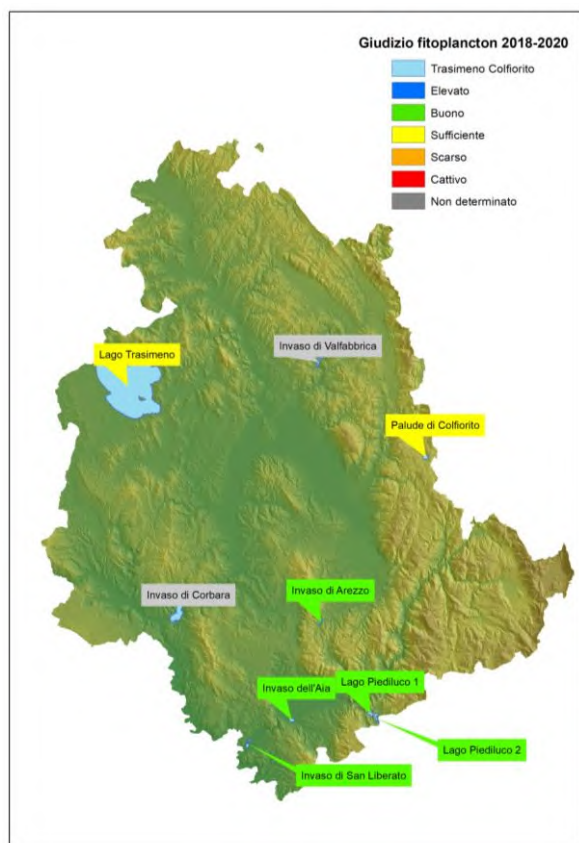 Giudizio fitoplancton 2018-2020
Trasimeno Colfiorito
Elevato
Buono
Sufficiente
Scarso
Cattivo
Non determinato
Invaso di Valfabbrica
Lago Trasimeno
Palude di Colfiorito
Invaso di Corbara
Invaso di Arezzo
Lago Piediluco 1
Invaso dell'Aia
Lago Piediluco 2
Invaso di San Liberato